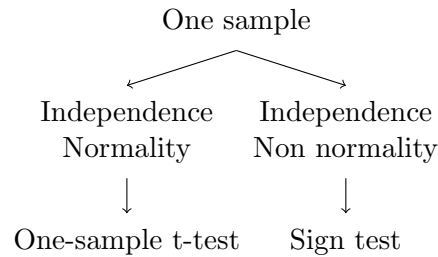 One sample
Independence
Normality
Independence
Non normality
One-sample t-test
Sign test